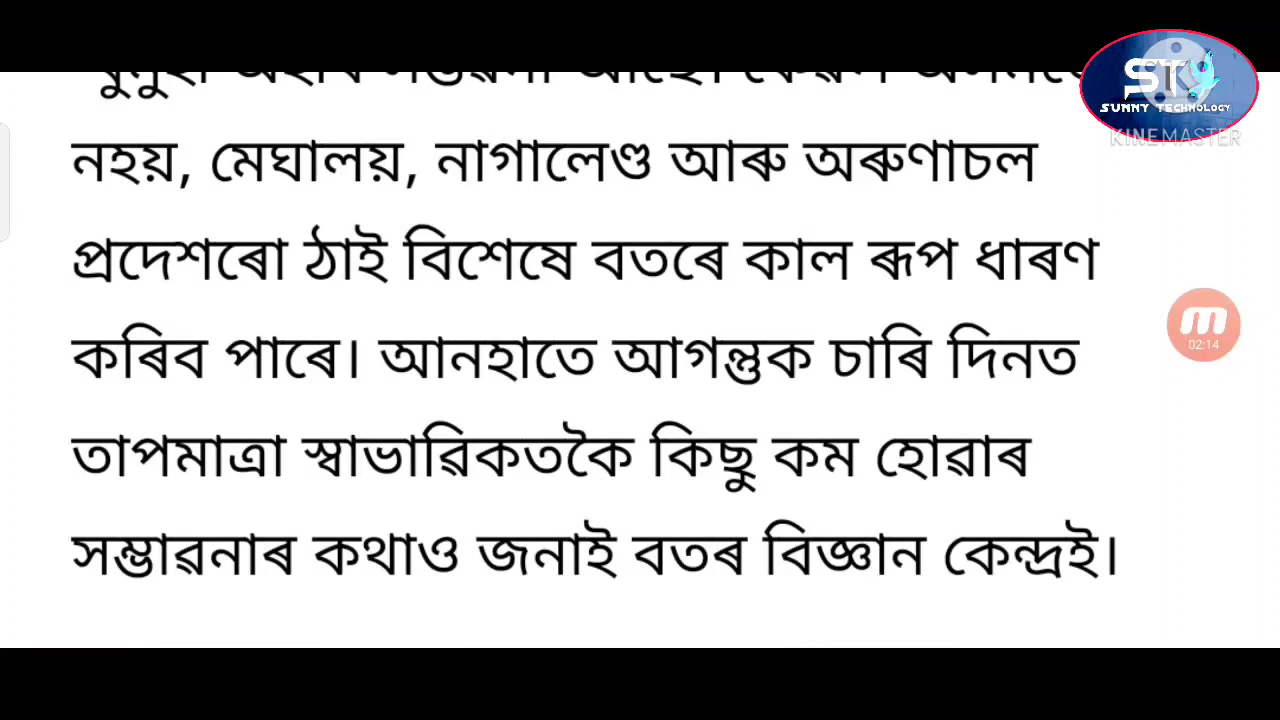 নহয়, মেঘালয়, নাগালেণ্ড আৰু অৰুণাচল
প্ৰদেশৰো ঠাই বিশেষে বতৰে কাল ৰূপ ধাৰণ
কৰিব পাৰে। আনহাতে আগন্তুক চাৰি দিনত
তাপমাত্ৰা স্বাভাৱিকতকৈ কিছু কম হোৱাৰ
সম্ভাৱনাৰ কথাও জনাই বতৰ বিজ্ঞান কেন্দ্ৰই।
ST
SUNNY TECHNOLOGY
KINEMASTER
02:14